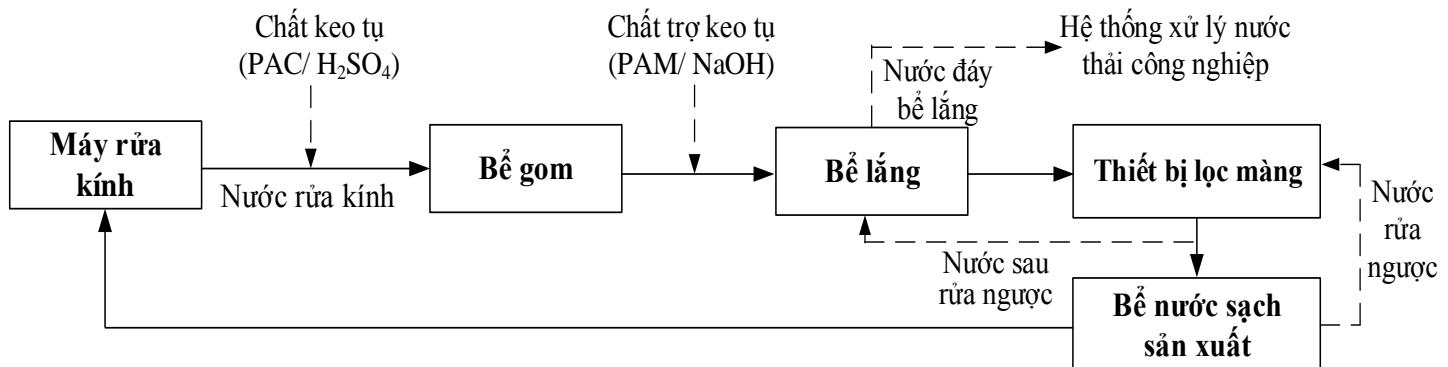 Chất keo tụ
(PAC/ H₂SO₄)
Chất trợ keo tụ
(PAM/ NaOH)
Nước đáy
bể lắng
Hệ thống xử lý nước
thải công nghiệp
Máy rửa
kính
Nước rửa kính
Bể gom
Bể lắng
Thiết bị lọc màng
Nước
rửa
ngược
Nước sau
rửa ngược
Bể nước sạch
sản xuất